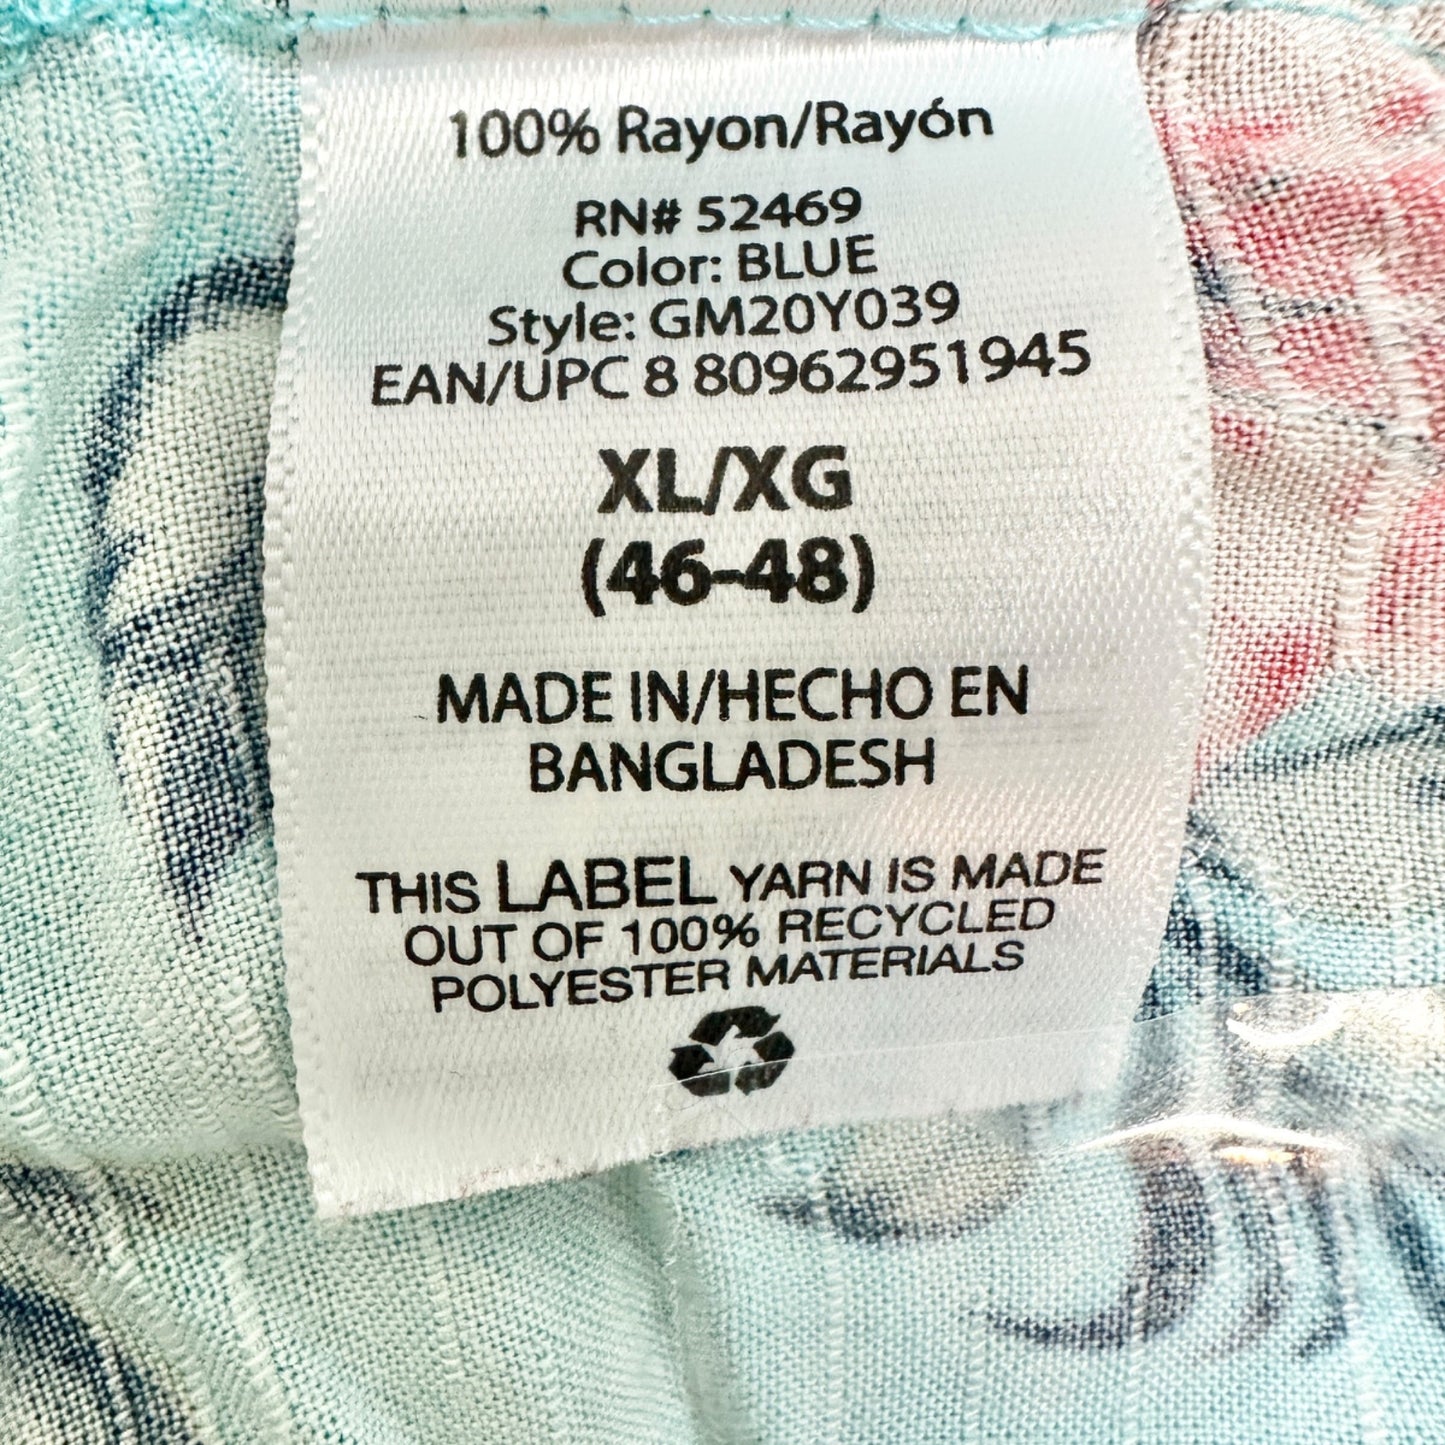 100% Rayon/Rayón
RN# 52469
Color: BLUE
Style: GM20Y039
EAN/UPC 8 80962951945
XL/XG
(46-48)
MADE IN/HECHO EN
BANGLADESH
THIS LABEL YARN IS MADE
OUT OF 100% RECYCLED
POLYESTER MATERIALS